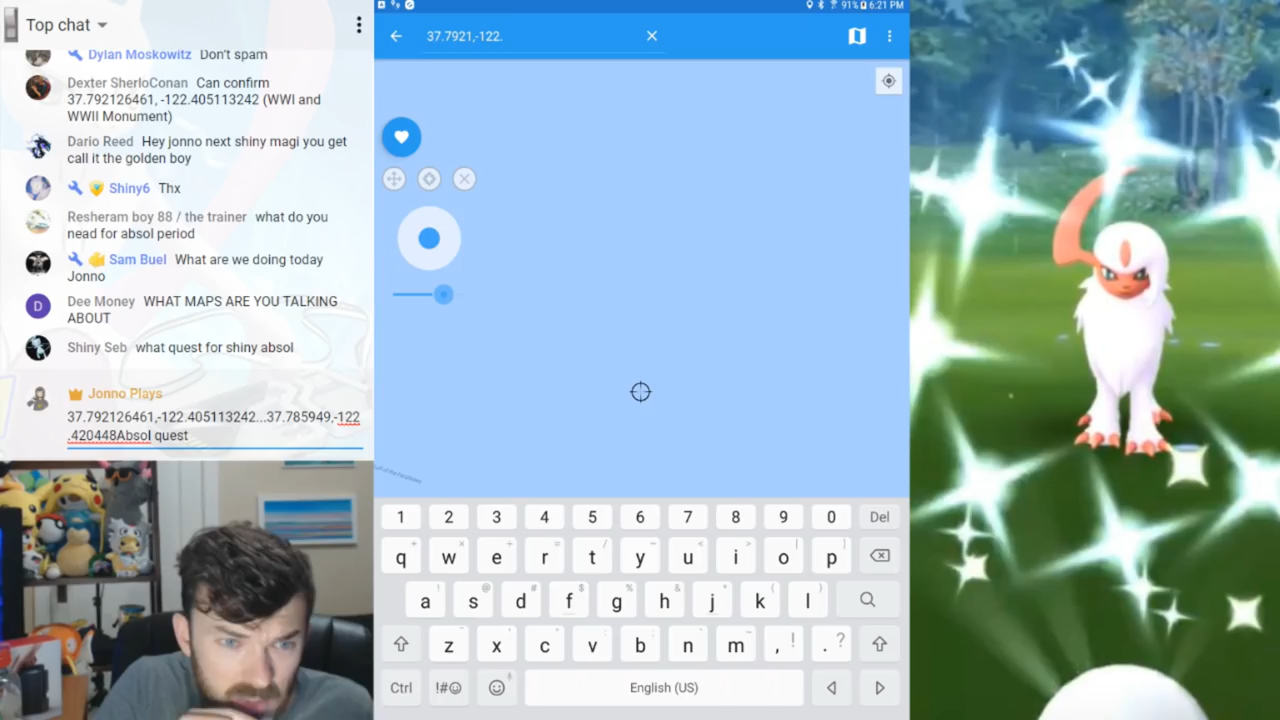 Top chat
Dylan Moskowitz Don't spam
Dexter SherloConan Can confirm
37.792126461, -122.405113242 (WWI and
WWII Monument)
Dario Reed Hey jonno next shiny magi you get
call it the golden boy
Shiny6 Thx
Resheram boy 88 / the trainer what do you
nead for absol period
Sam Buel What are we doing today
Jonno
D
Dee Money WHAT MAPS ARE YOU TALKING
ABOUT
Shiny Seb what quest for shiny absol
Jonno Plays
37.792126461,-122.405113242...37.785949,-122
.420448Absol quest
91% 6:21 PM
37.7921,-122.
1 2 3 4 5 6 7 8 9 0 Del
q w e r t y u i o p
a s d f g h j k l
z x c v b n m , ! . ?
Ctrl !#☺ English (US)